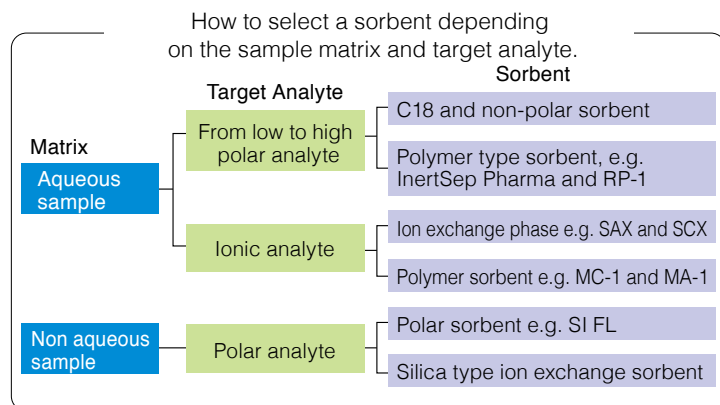 How to select a sorbent depending
on the sample matrix and target analyte.
Sorbent
Target Analyte
Matrix
Aqueous
sample
From low to high
polar analyte
C18 and non-polar sorbent
Polymer type sorbent, e.g.
InertSep Pharma and RP-1
Ionic analyte
Ion exchange phase e.g. SAX and SCX
Polymer sorbent e.g. MC-1 and MA-1
Non aqueous
sample
Polar analyte
Polar sorbent e.g. SI FL
Silica type ion exchange sorbent